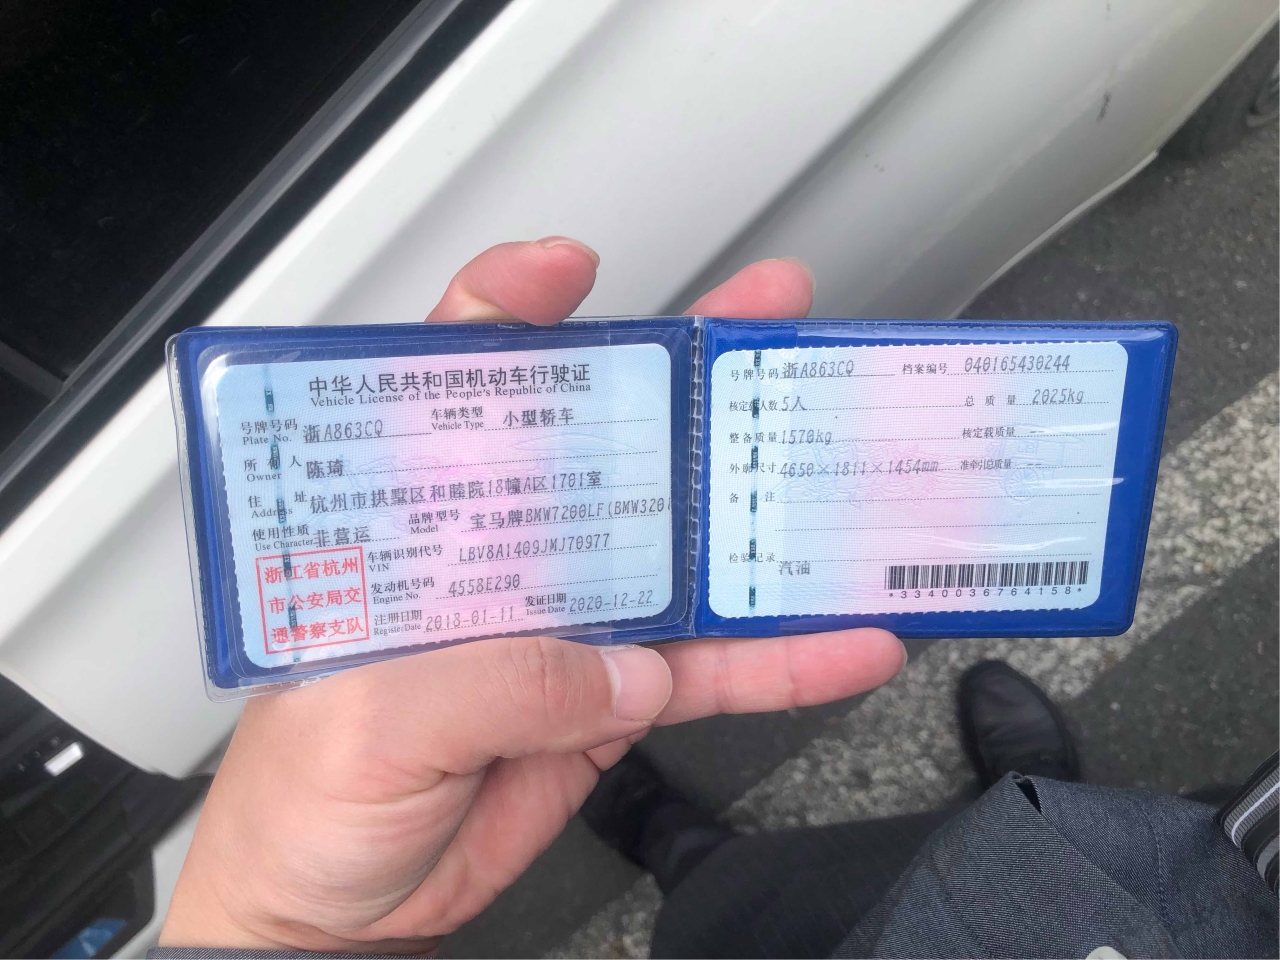 中华人民共和国机动车行驶证
Vehicle License of the People's Republic of China
号牌号码 浙A863CQ 车辆类型 小型轿车
Plate No. Vehicle Type
所有人 陈琦
Owner
住址 杭州市拱墅区和睦院18幢A区1701室
Address
使用性质 非营运 品牌型号 宝马牌BMW7200LF(BMW320
Use Character Model
车辆识别代号 LBV8A1409JMJ70977
VIN
发动机号码 4558E290
Engine No.
注册日期 2018-01-11 发证日期 2020-12-22
Register Date Issue Date
浙江省杭州
市公安局交
通警察支队
号牌号码 浙A863CQ 档案编号 040165430244
核定载人数 5人 总质量 2025kg
整备质量 1570kg 核定载质量 --
外廓尺寸 4650×1811×1454mm 准牵引总质量 --
备注
检验记录
汽油
*3340036764158*